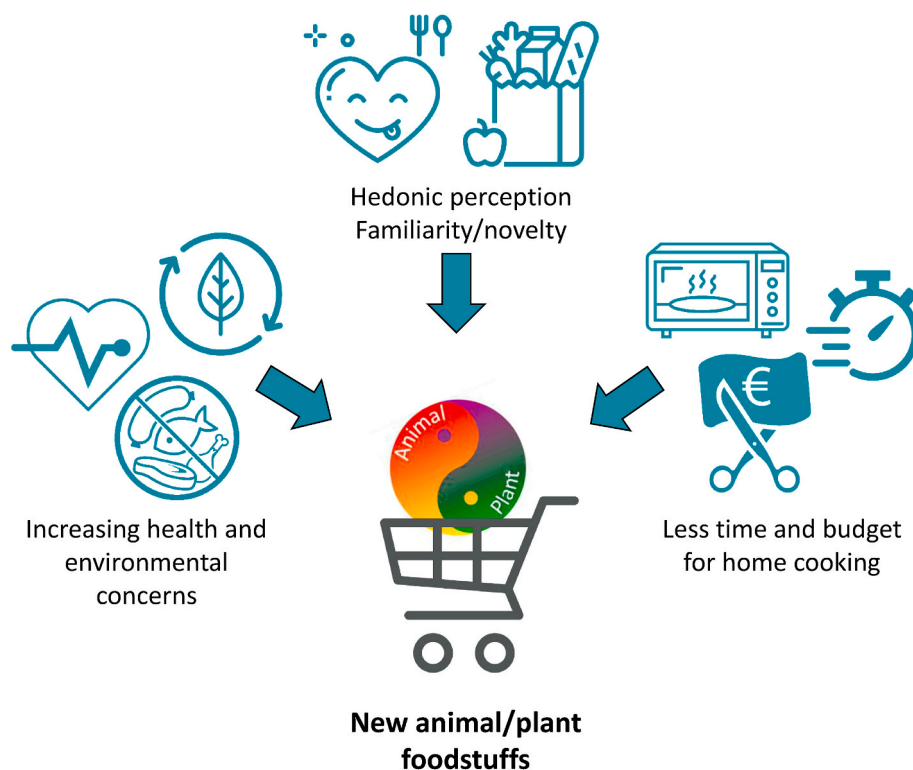 Hedonic perception
Familiarity/novelty
Increasing health and
environmental
concerns
€
Less time and budget
for home cooking
Animal
Plant
New animal/plant
foodstuffs